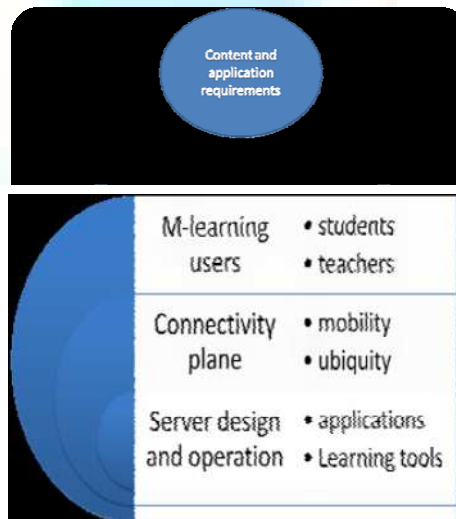 Content and
application
requirements
M-learning
users
• students
• teachers
Connectivity
plane
• mobility
• ubiquity
Server design
and operation
• applications
• Learning tools